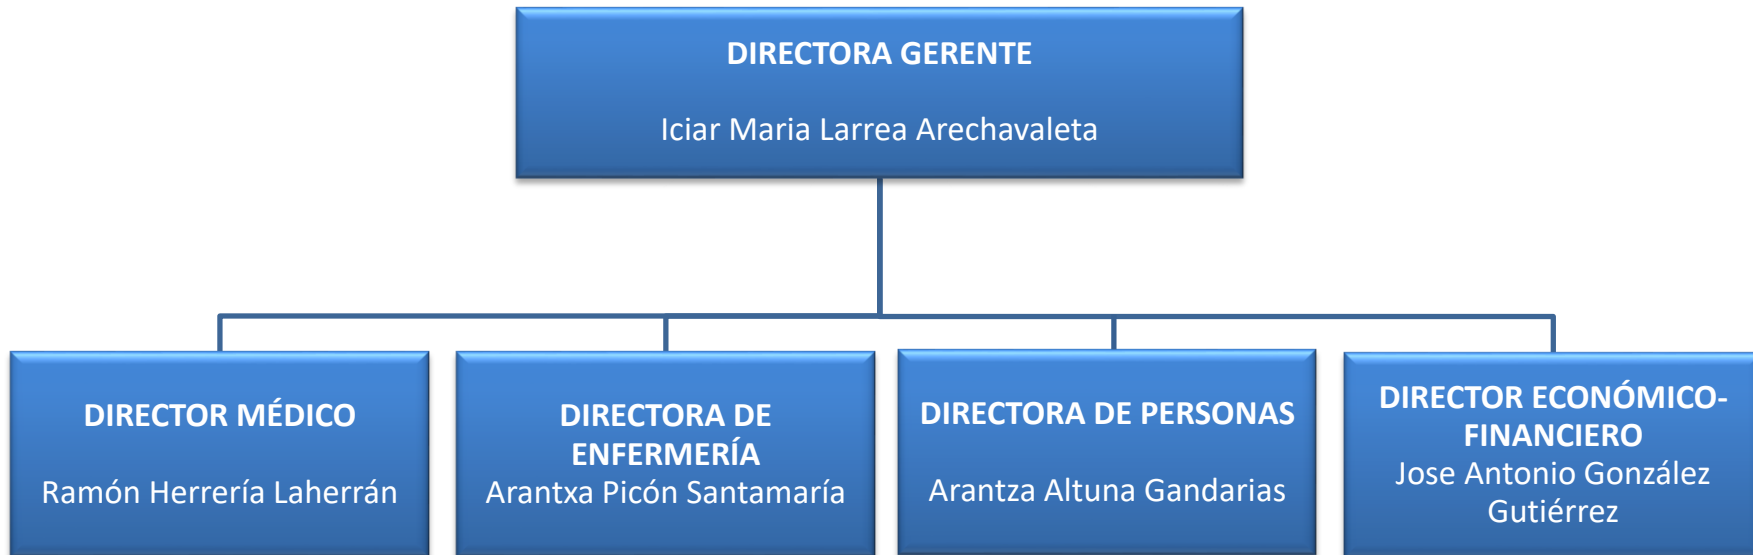 DIRECTORA GERENTE
Iciar Maria Larrea Arechavaleta
DIRECTOR MÉDICO
Ramón Herrería Laherrán
DIRECTORA DE
ENFERMERÍA
Arantxa Picón Santamaría
DIRECTORA DE PERSONAS
Arantza Altuna Gandarias
DIRECTOR ECONÓMICO-
FINANCIERO
Jose Antonio González
Gutiérrez